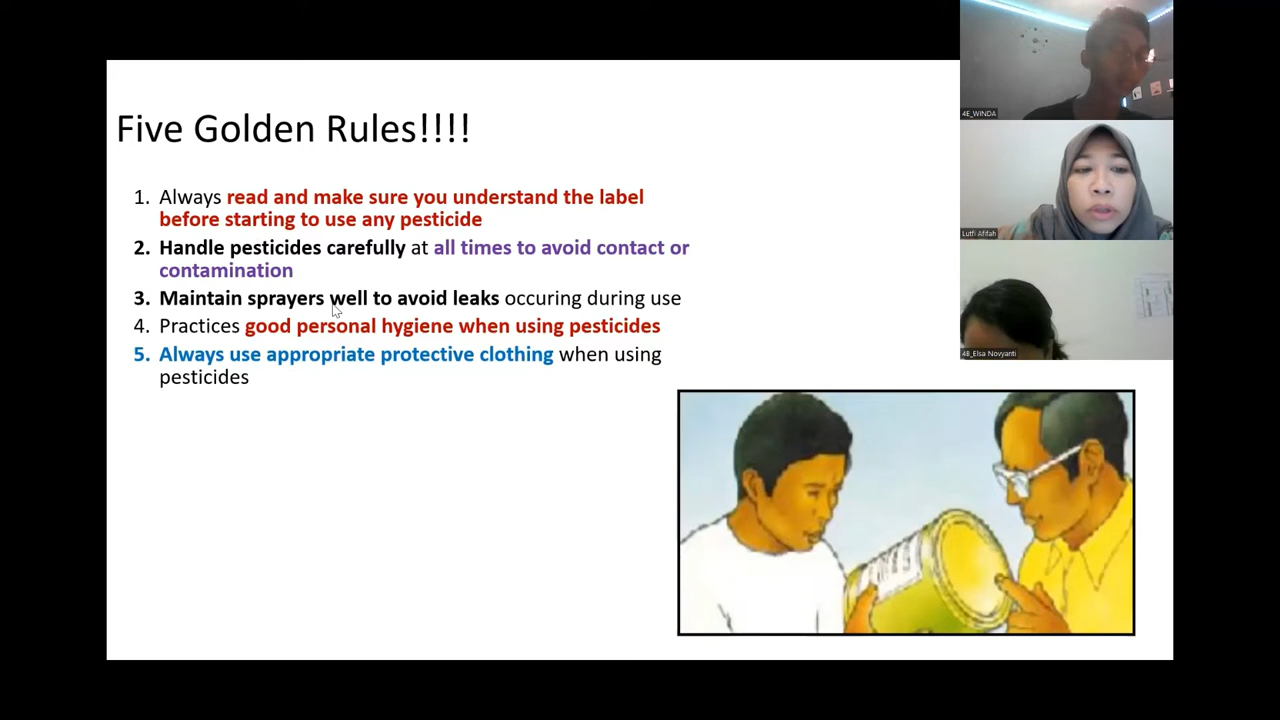 Five Golden Rules!!!!
1. Always read and make sure you understand the label
before starting to use any pesticide
2. Handle pesticides carefully at all times to avoid contact or
contamination
3. Maintain sprayers well to avoid leaks occuring during use
4. Practices good personal hygiene when using pesticides
5. Always use appropriate protective clothing when using
pesticides
4E_WINDA
Lutfi Afifah
4B_Elsa Novyanti